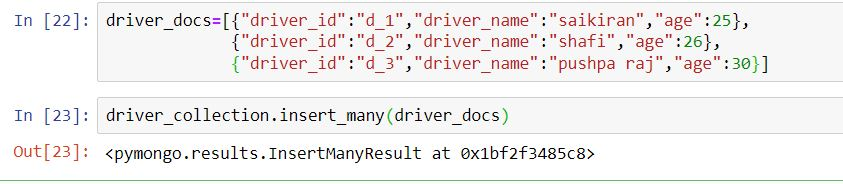 In [22]: driver_docs=[{"driver_id":"d_1","driver_name":"saikiran","age":25},
{"driver_id":"d_2","driver_name":"shafi","age":26},
{"driver_id":"d_3","driver_name":"pushpa raj","age":30}]
In [23]: driver_collection.insert_many(driver_docs)
Out[23]: <pymongo.results.InsertManyResult at 0x1bf2f3485c8>